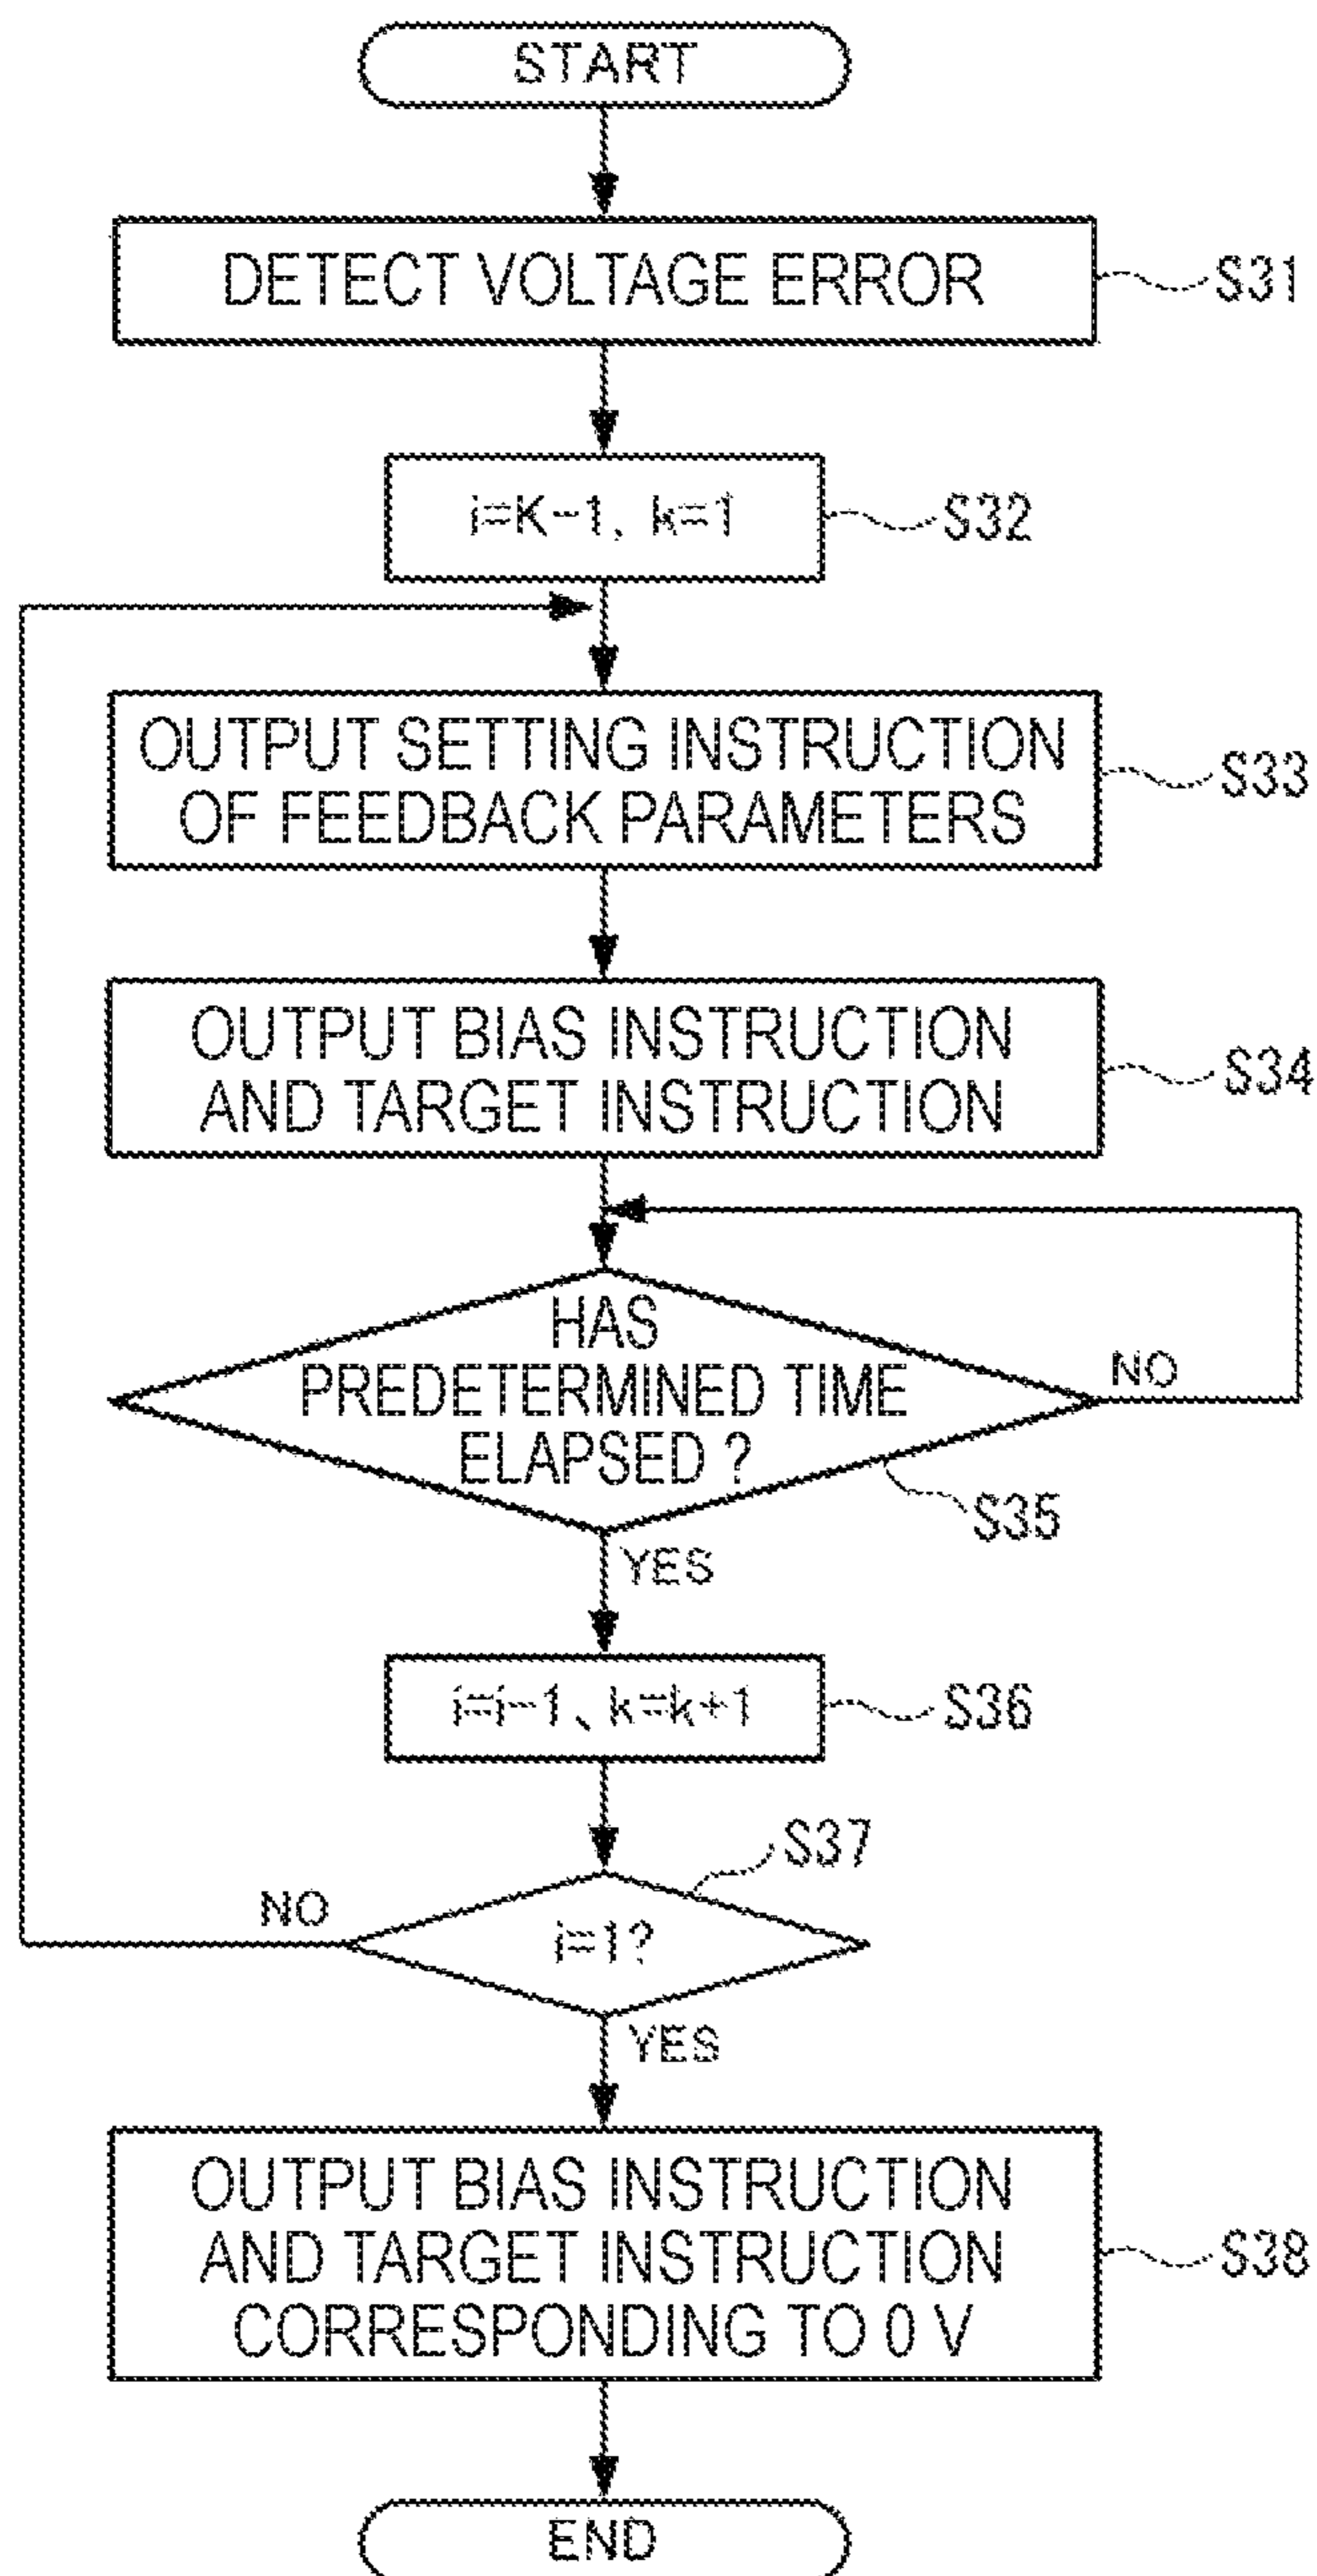 START
DETECT VOLTAGE ERROR
S31
i=K-1, k=1
S32
OUTPUT SETTING INSTRUCTION
OF FEEDBACK PARAMETERS
S33
OUTPUT BIAS INSTRUCTION
AND TARGET INSTRUCTION
S34
HAS
PREDETERMINED TIME
ELAPSED ?
NO
S35
YES
i=i-1、k=k+1
S36
S37
NO
i=1?
YES
OUTPUT BIAS INSTRUCTION
AND TARGET INSTRUCTION
CORRESPONDING TO 0 V
S38
END